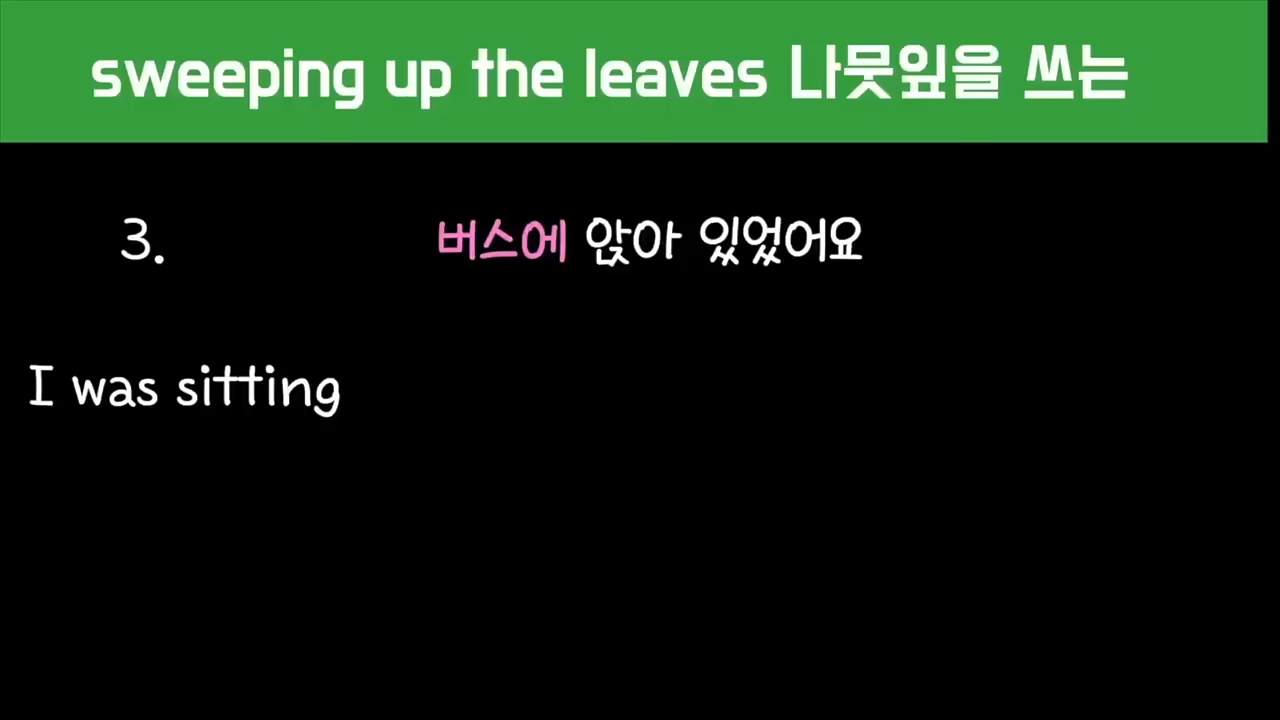 sweeping up the leaves 나뭇잎을 쓰는
3. 버스에 앉아 있었어요
I was sitting